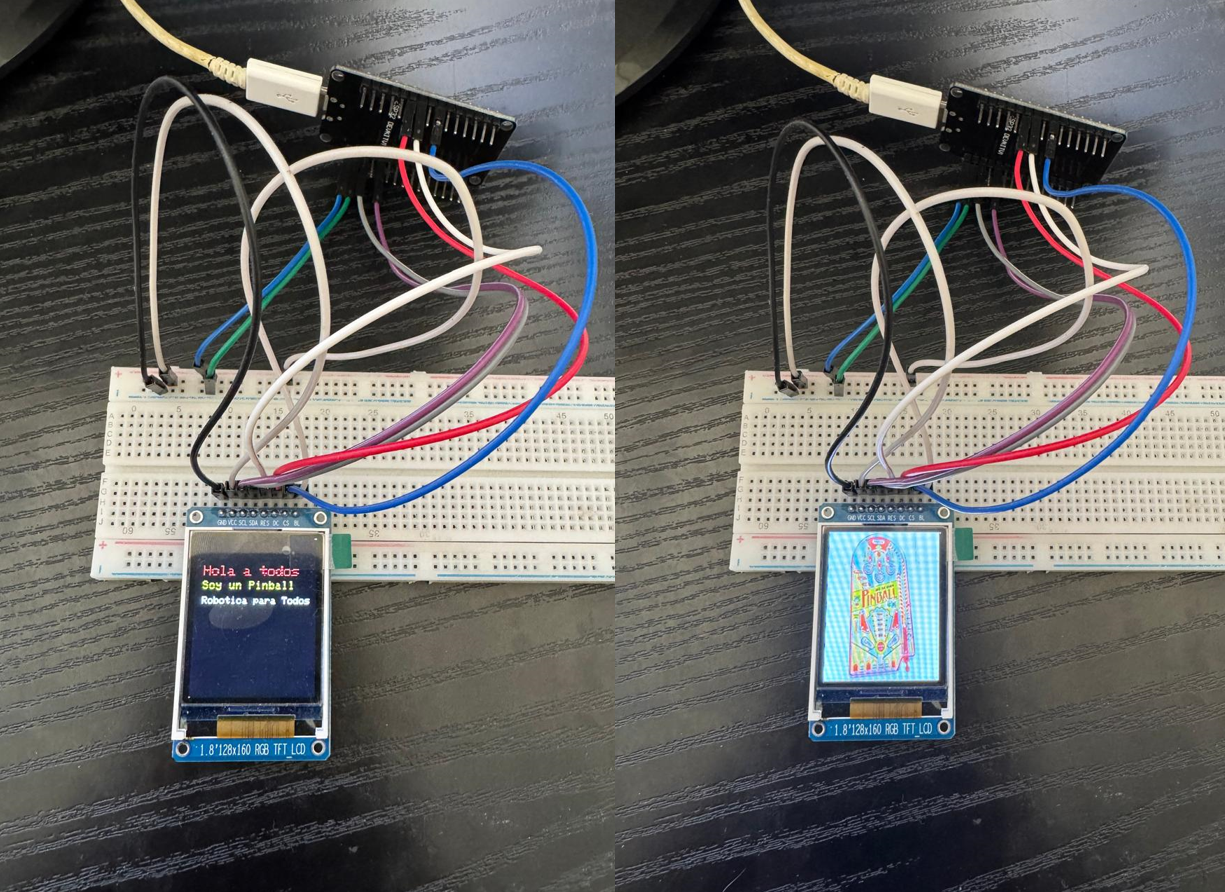 GND VCC SCL SDA RES DC CS BL
Hola a todos
Soy un Pinball
Robotica para Todos
1.8'128x160 RGB TFT_LCD
GND VCC SCL SDA RES DC CS BL
PINBALL
1.8'128x160 RGB TFT_LCD